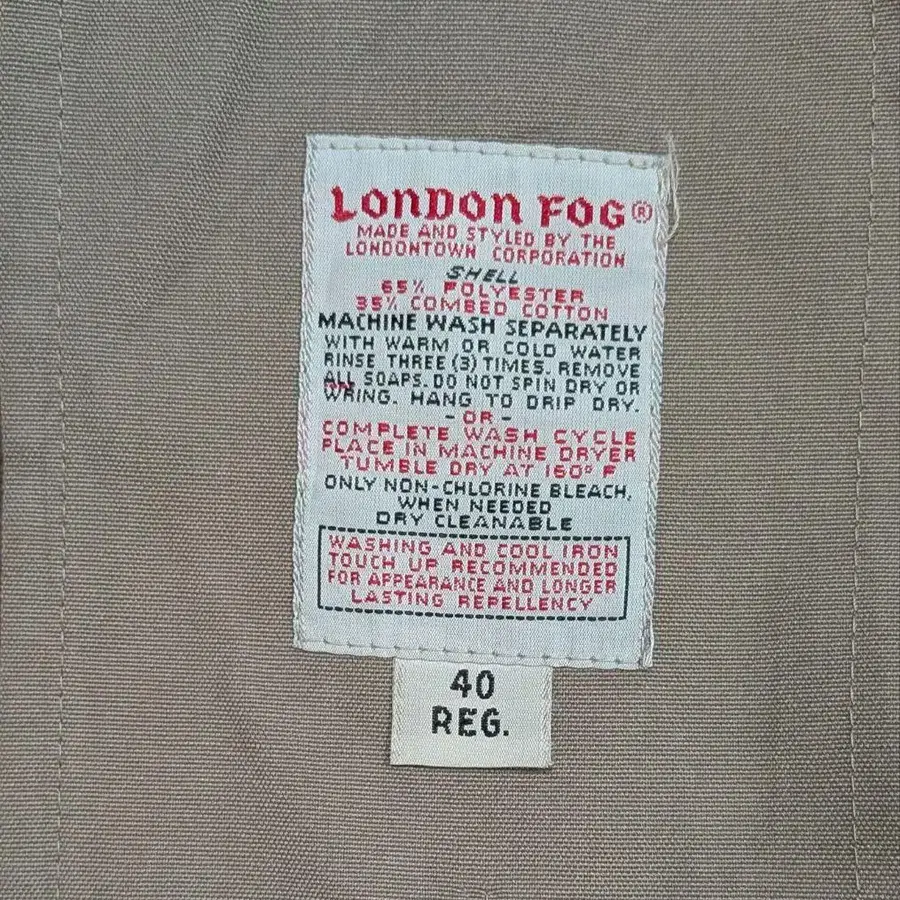 LONDON FOG®
MADE AND STYLED BY THE
LONDONTOWN CORPORATION
SHELL
65% POLYESTER
35% COMBED COTTON
MACHINE WASH SEPARATELY
WITH WARM OR COLD WATER
RINSE THREE (3) TIMES. REMOVE
ALL SOAPS. DO NOT SPIN DRY OR
WRING. HANG TO DRIP DRY.
- OR -
COMPLETE WASH CYCLE
PLACE IN MACHINE DRYER
TUMBLE DRY AT 160° F
ONLY NON-CHLORINE BLEACH,
WHEN NEEDED
DRY CLEANABLE
WASHING AND COOL IRON
TOUCH UP RECOMMENDED
FOR APPEARANCE AND LONGER
LASTING REPELLENCY
40
REG.